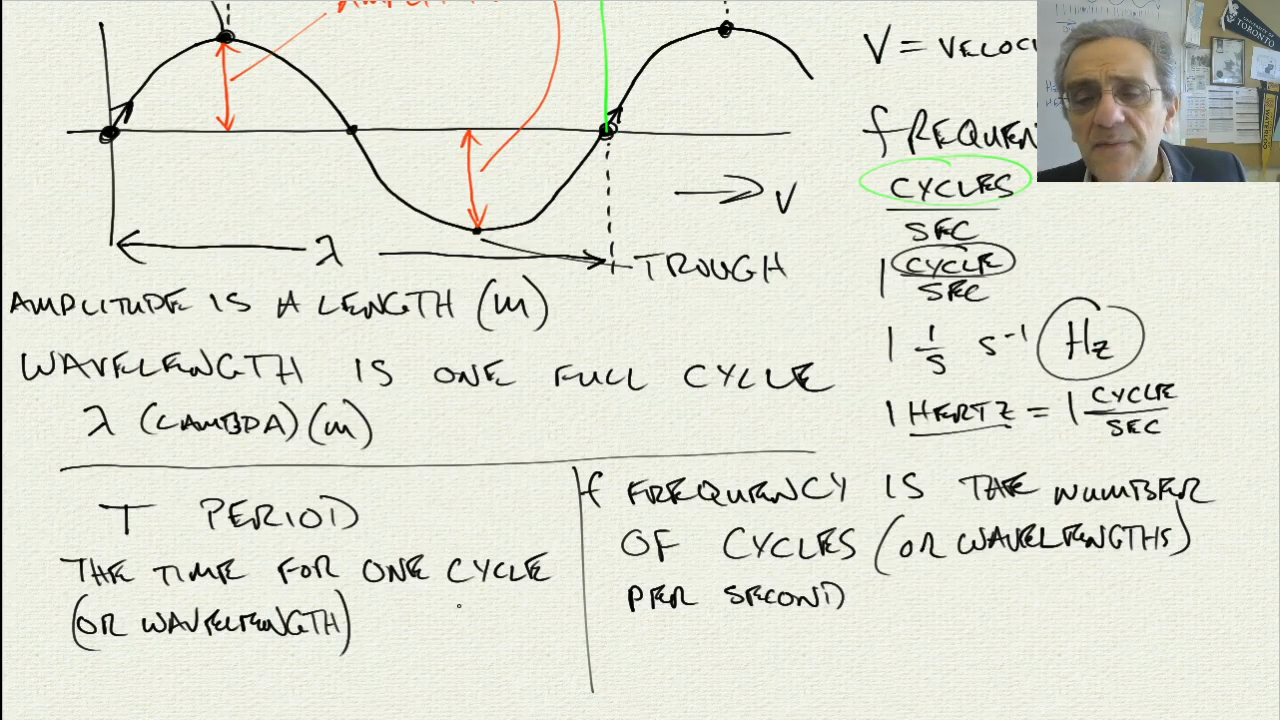 V = VELOC
λ
V
TROUGH
fREQUEN
CYCLES
SEC
1 CYCLE
SEC
AMPLITUDE IS A LENGTH (m)
1 1/s s⁻¹ Hz
WAVELENGTH IS ONE FULL CYCLE
λ (LAMBDA) (m)
1 HERTZ = 1 CYCLE
SEC
T PERIOD
THE TIME FOR ONE CYCLE
(OR WAVELENGTH)
f FREQUENCY IS THE NUMBER
OF CYCLES (OR WAVELENGTHS)
PER SECOND
TORONTO